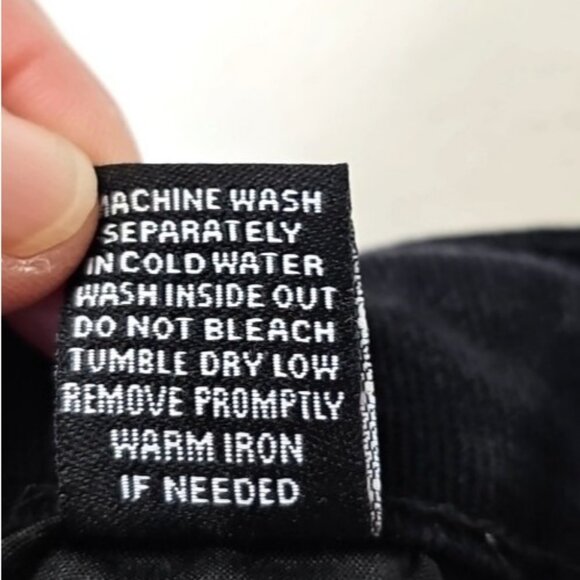 MACHINE WASH
SEPARATELY
IN COLD WATER
WASH INSIDE OUT
DO NOT BLEACH
TUMBLE DRY LOW
REMOVE PROMPTLY
WARM IRON
IF NEEDED